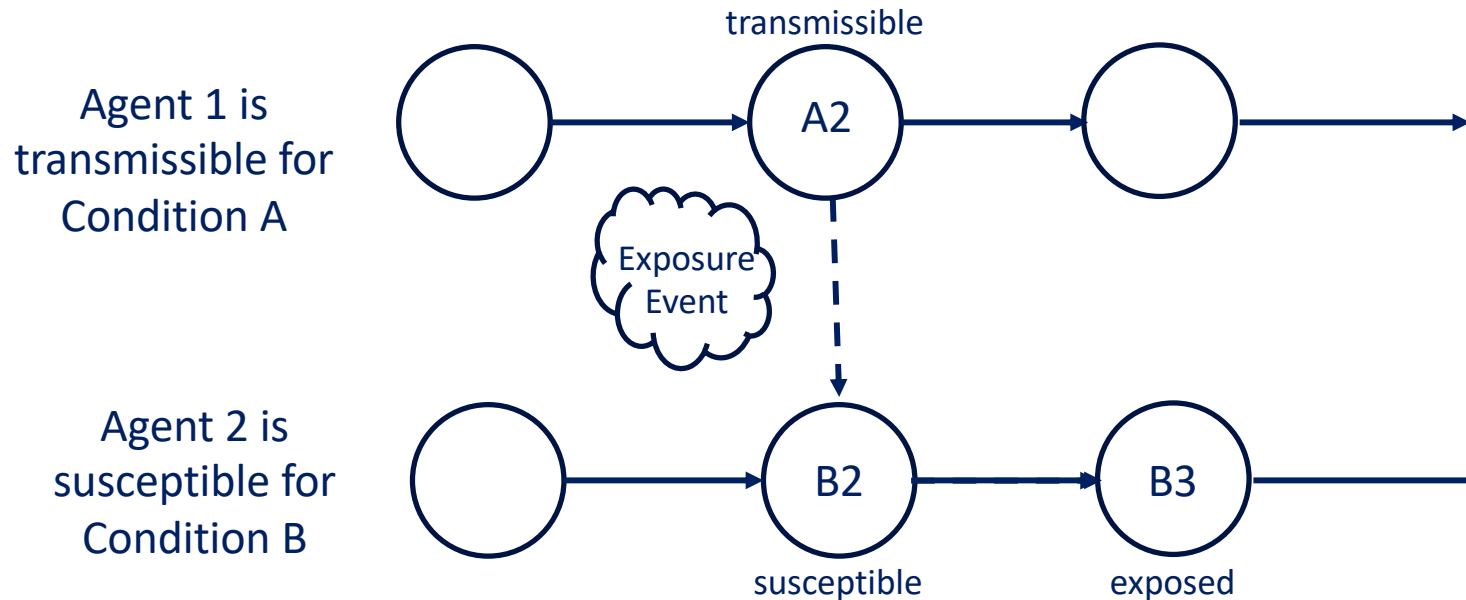 transmissible
Agent 1 is
transmissible for
Condition A
A2
Exposure
Event
Agent 2 is
susceptible for
Condition B
B2
B3
susceptible
exposed